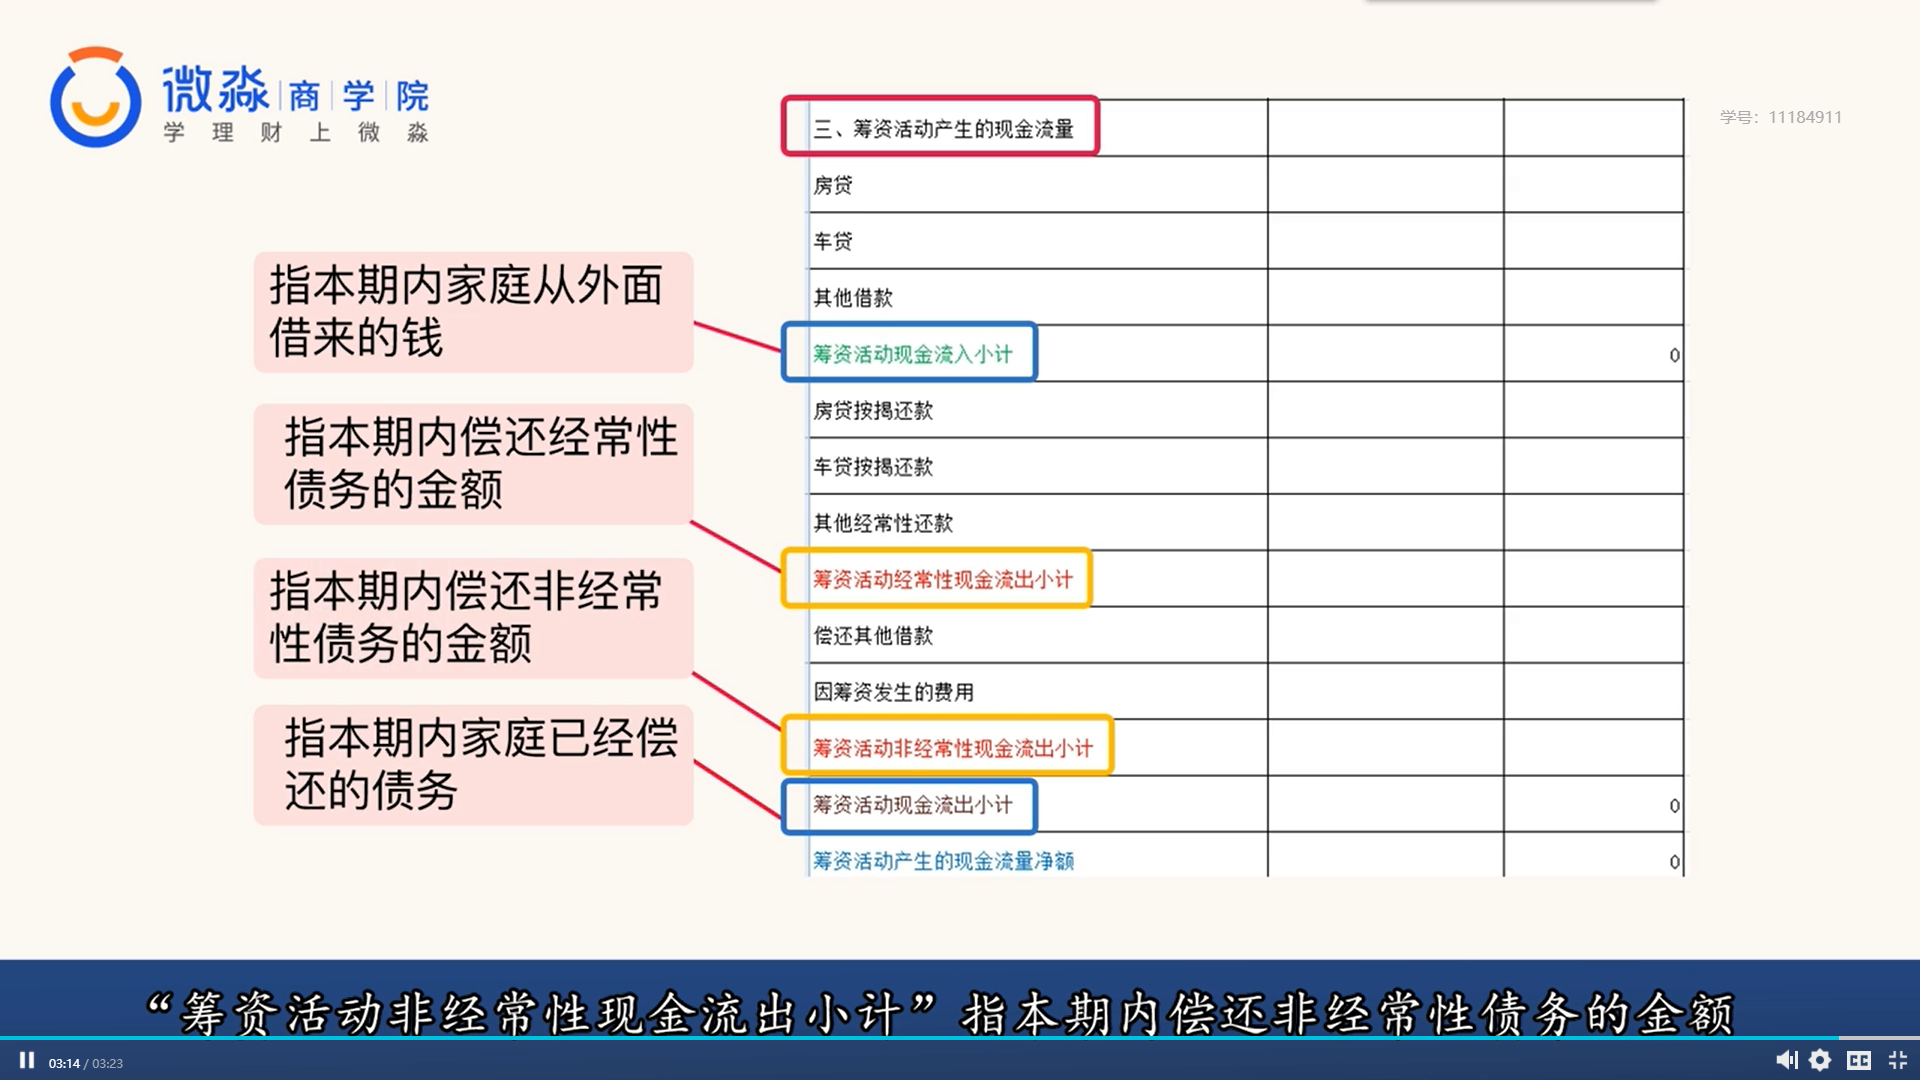 微淼|商|学|院
学理财上微淼
学号：11184911
指本期内家庭从外面
借来的钱
指本期内偿还经常性
债务的金额
指本期内偿还非经常
性债务的金额
指本期内家庭已经偿
还的债务
三、筹资活动产生的现金流量
房贷
车贷
其他借款
筹资活动现金流入小计 0
房贷按揭还款
车贷按揭还款
其他经常性还款
筹资活动经常性现金流出小计
偿还其他借款
因筹资发生的费用
筹资活动非经常性现金流出小计
筹资活动现金流出小计 0
筹资活动产生的现金流量净额 0
“筹资活动非经常性现金流出小计”指本期内偿还非经常性债务的金额
03:14 / 03:23
CC